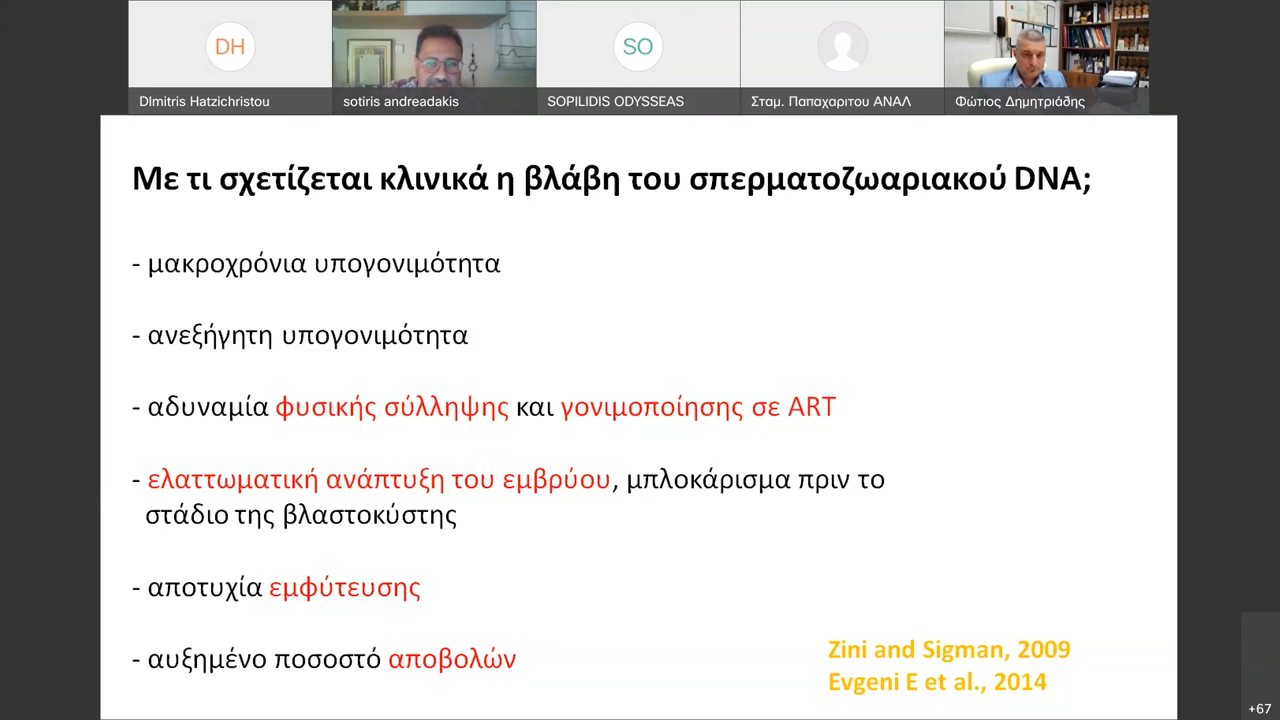 DH
SO
DImitris Hatzichristou
sotiris andreadakis
SOPILIDIS ODYSSEAS
Σταμ. Παπαχαριτου ΑΝΑΛ
Φώτιος Δημητριάδης
Με τι σχετίζεται κλινικά η βλάβη του σπερματοζωαριακού DNA;
- μακροχρόνια υπογονιμότητα
- ανεξήγητη υπογονιμότητα
- αδυναμία φυσικής σύλληψης και γονιμοποίησης σε ART
- ελαττωματική ανάπτυξη του εμβρύου, μπλοκάρισμα πριν το
στάδιο της βλαστοκύστης
- αποτυχία εμφύτευσης
- αυξημένο ποσοστό αποβολών
Zini and Sigman, 2009
Evgeni E et al., 2014
+67